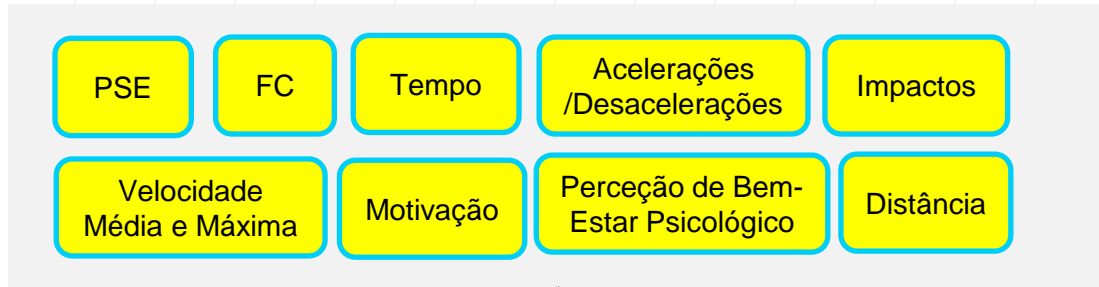 PSE
FC
Tempo
Acelerações
/Desacelerações
Impactos
Velocidade
Média e Máxima
Motivação
Perceção de Bem-
Estar Psicológico
Distância